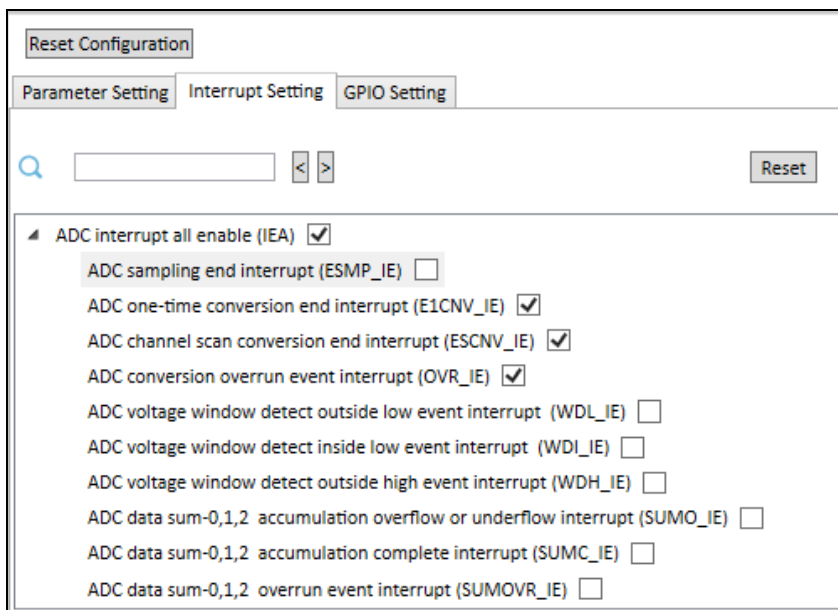 Reset Configuration
Parameter Setting Interrupt Setting GPIO Setting
< > Reset
ADC interrupt all enable (IEA)
ADC sampling end interrupt (ESMP_IE)
ADC one-time conversion end interrupt (E1CNV_IE)
ADC channel scan conversion end interrupt (ESCNV_IE)
ADC conversion overrun event interrupt (OVR_IE)
ADC voltage window detect outside low event interrupt (WDL_IE)
ADC voltage window detect inside low event interrupt (WDI_IE)
ADC voltage window detect outside high event interrupt (WDH_IE)
ADC data sum-0,1,2 accumulation overflow or underflow interrupt (SUMO_IE)
ADC data sum-0,1,2 accumulation complete interrupt (SUMC_IE)
ADC data sum-0,1,2 overrun event interrupt (SUMOVR_IE)